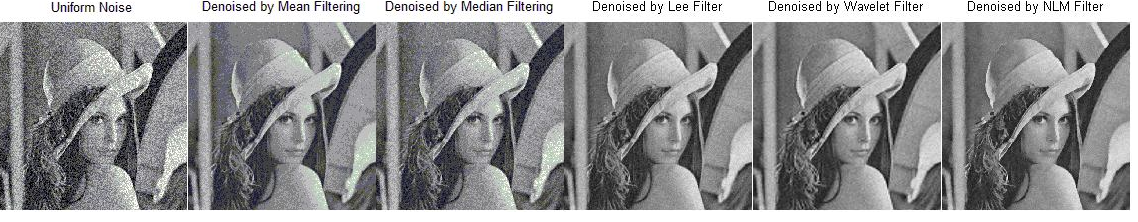 Uniform Noise
Denoised by Mean Filtering
Denoised by Median Filtering
Denoised by Lee Filter
Denoised by Wavelet Filter
Denoised by NLM Filter